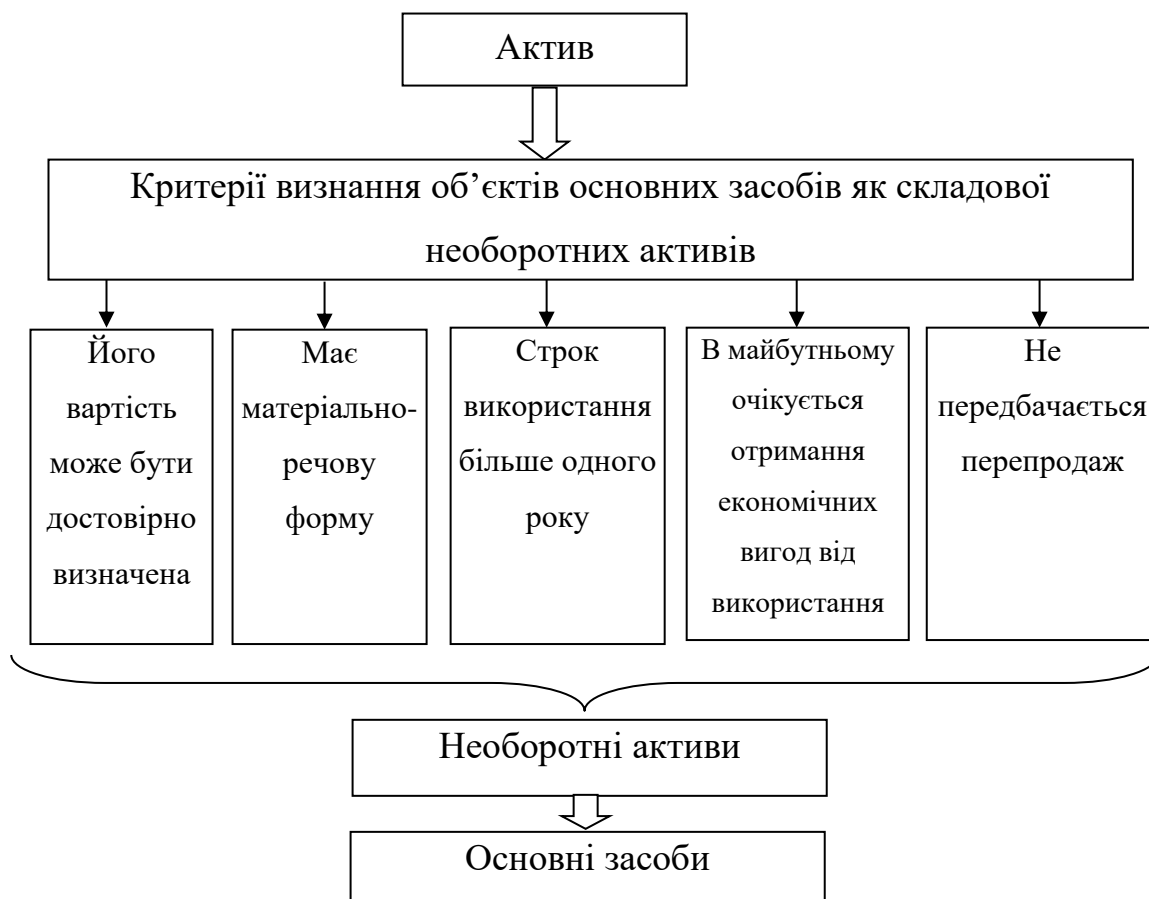 Актив
Критерії визнання об’єктів основних засобів як складової
необоротних активів
Його
вартість
може бути
достовірно
визначена
Має
матеріально-
речову
форму
Строк
використання
більше одного
року
В майбутньому
очікується
отримання
економічних
вигод від
використання
Не
передбачається
перепродаж
Необоротні активи
Основні засоби